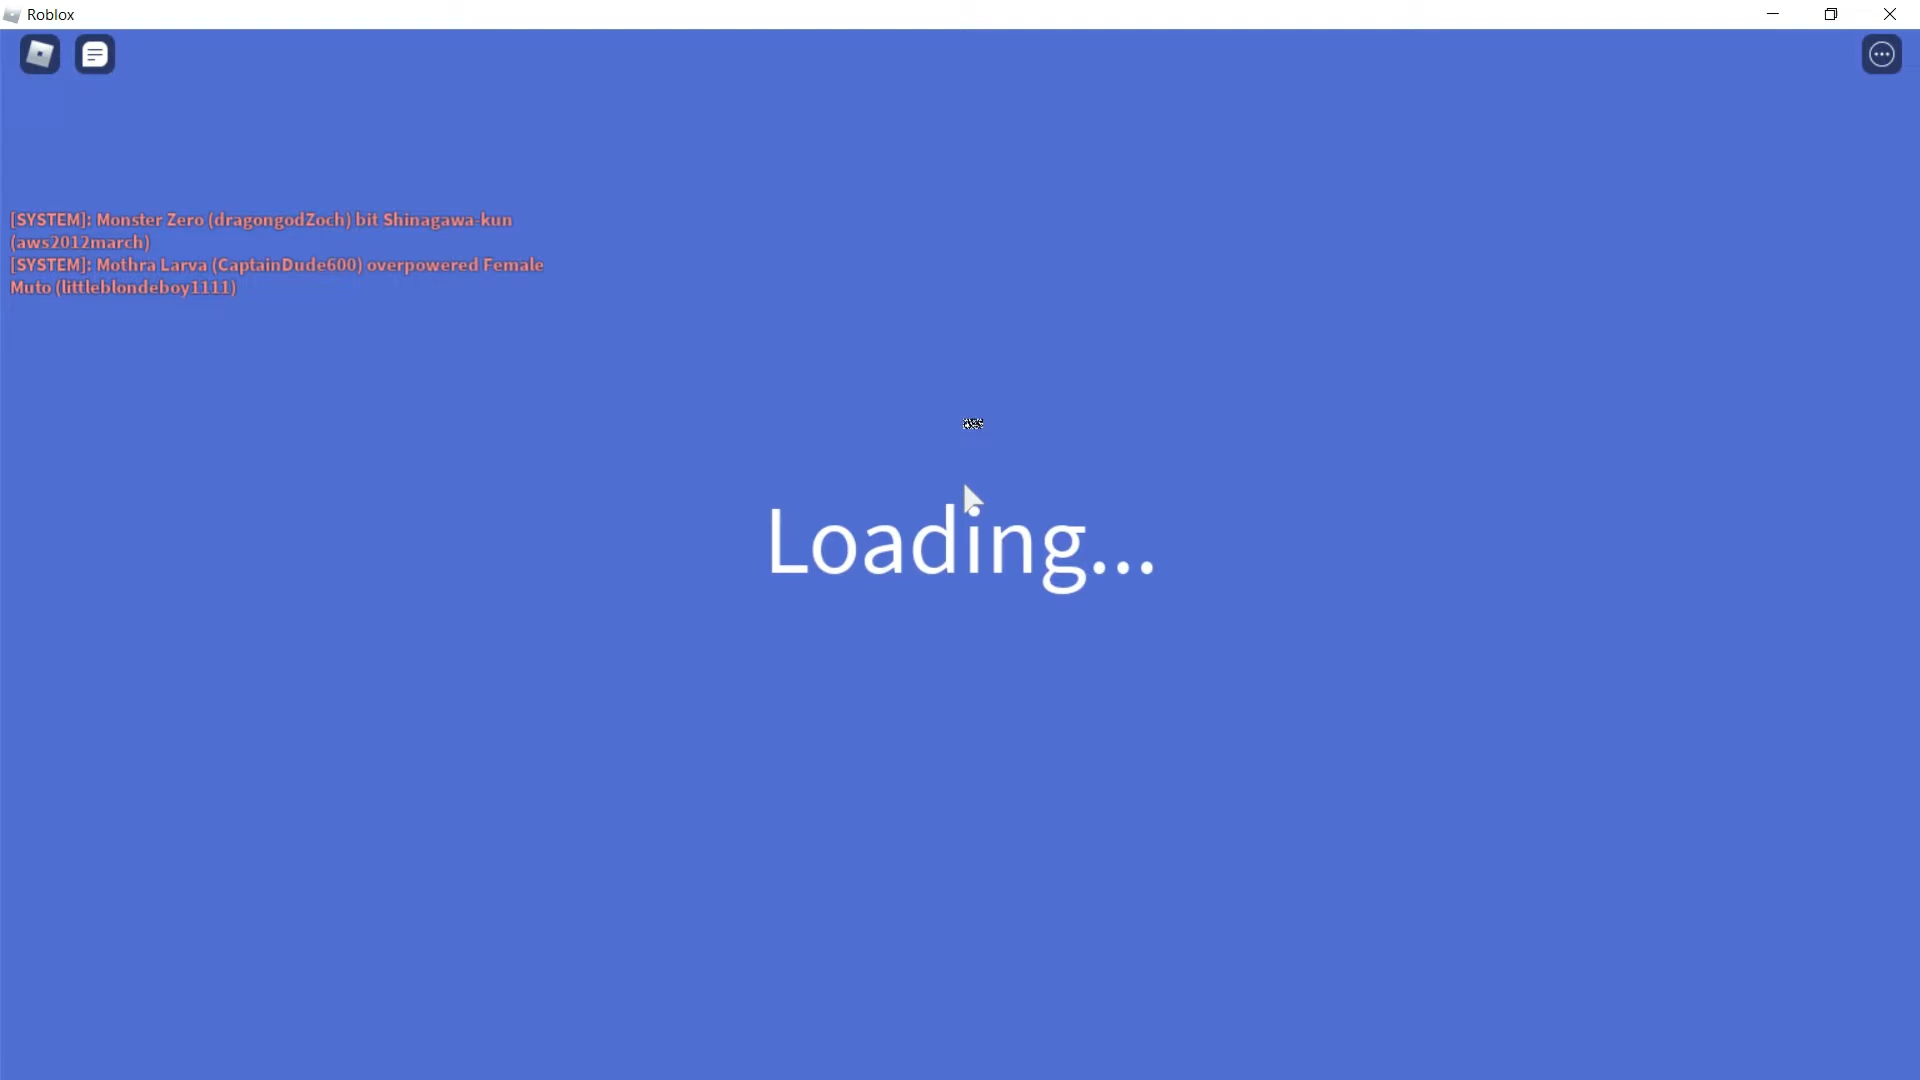 Roblox
[SYSTEM]: Monster Zero (dragongodZoch) bit Shinagawa-kun
(aws2012march)
[SYSTEM]: Mothra Larva (CaptainDude600) overpowered Female
Muto (littleblondeboy1111)
Loading...